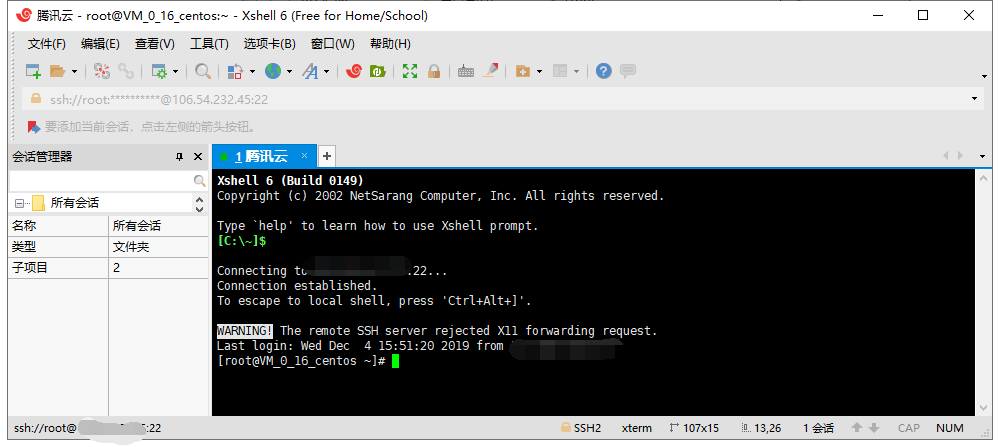 腾讯云 - root@VM_0_16_centos:~ - Xshell 6 (Free for Home/School)
文件(F) 编辑(E) 查看(V) 工具(T) 选项卡(B) 窗口(W) 帮助(H)
ssh://root:**********@106.54.232.45:22
要添加当前会话，点击左侧的箭头按钮。
会话管理器
1 腾讯云
所有会话
名称 所有会话
类型 文件夹
子项目 2
Xshell 6 (Build 0149)
Copyright (c) 2002 NetSarang Computer, Inc. All rights reserved.
Type `help' to learn how to use Xshell prompt.
[C:\~]$
Connecting to .22...
Connection established.
To escape to local shell, press 'Ctrl+Alt+]'.
WARNING! The remote SSH server rejected X11 forwarding request.
Last login: Wed Dec  4 15:51:20 2019 from
[root@VM_0_16_centos ~]#
ssh://root@ :22 SSH2 xterm 107x15 13,26 1 会话 CAP NUM